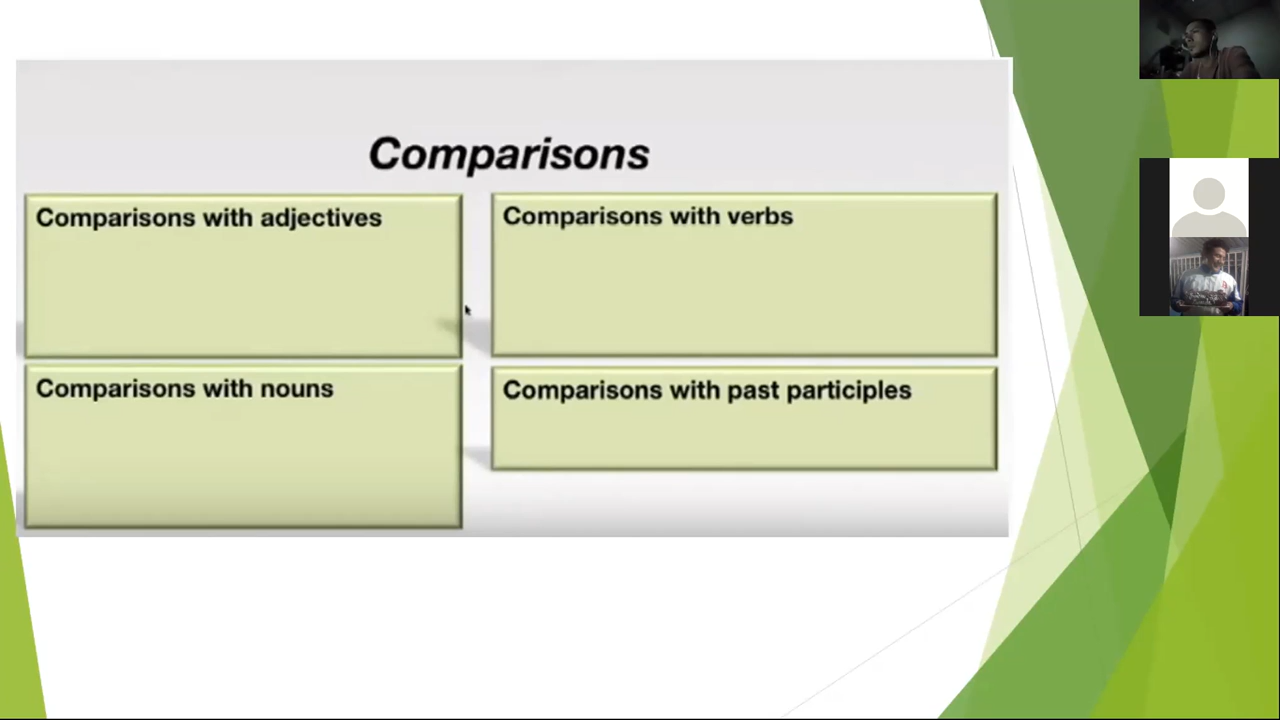 Comparisons
Comparisons with adjectives
Comparisons with verbs
Comparisons with nouns
Comparisons with past participles